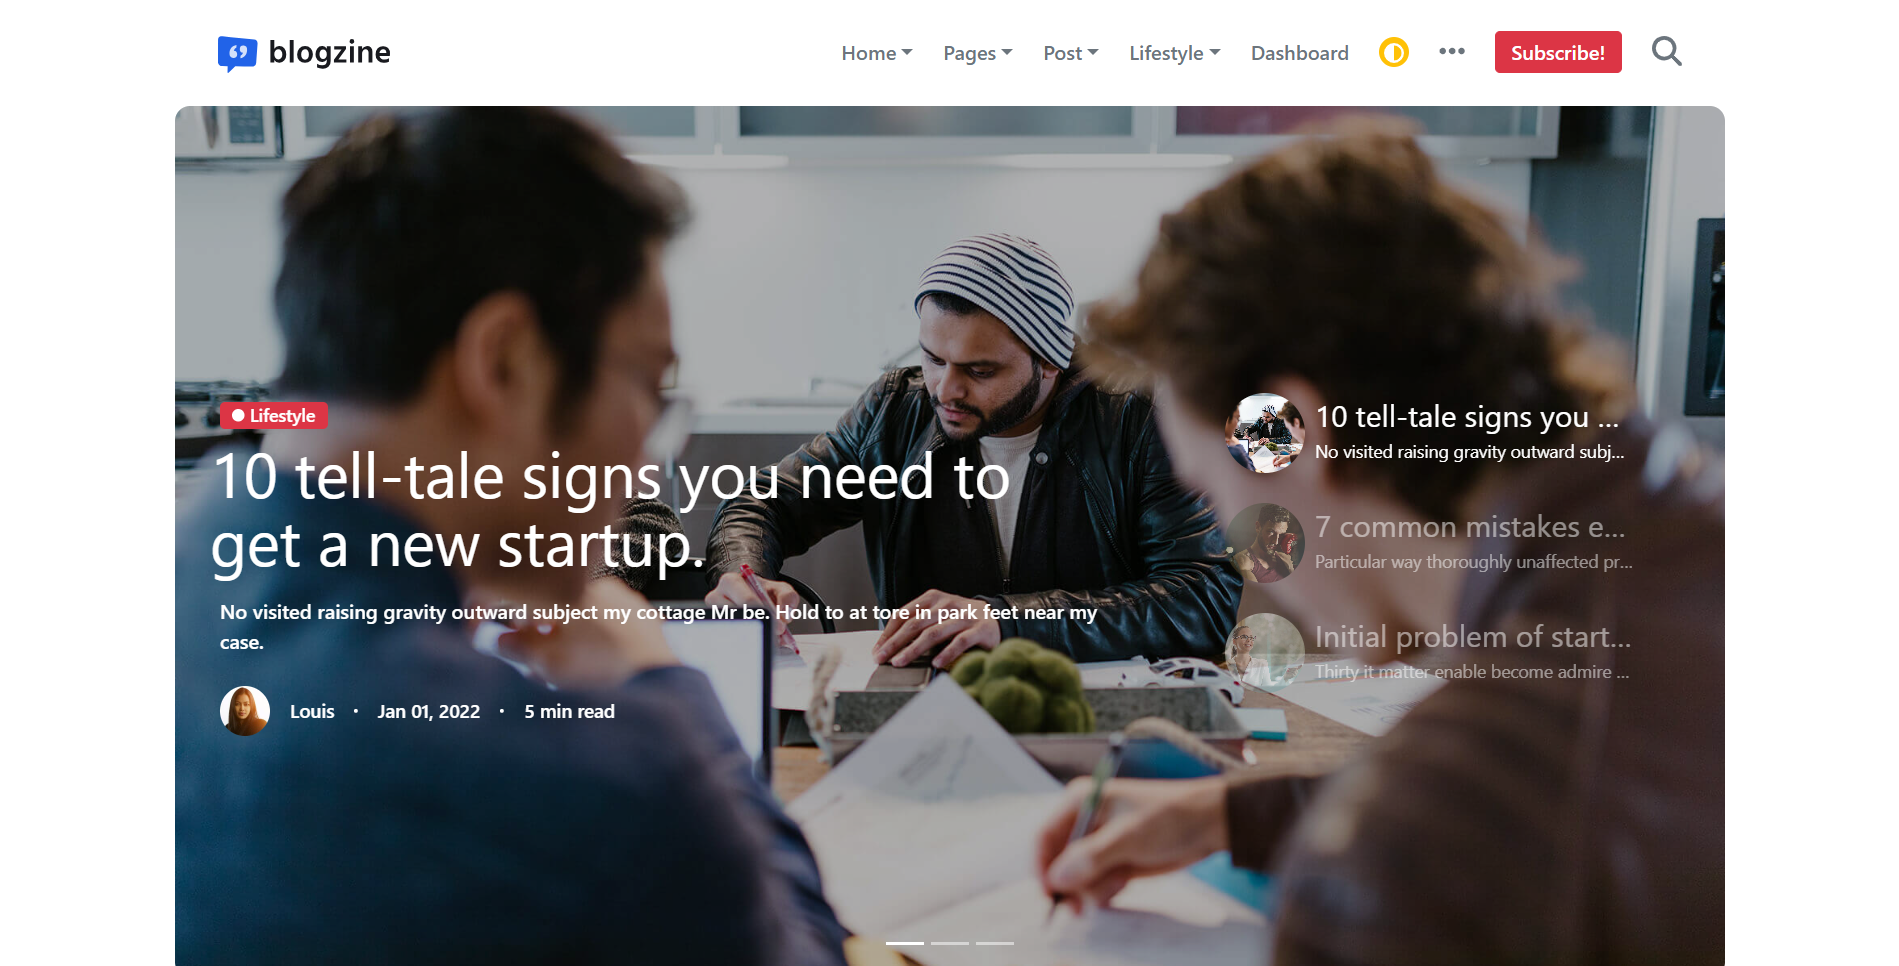 blogzine
Home
Pages
Post
Lifestyle
Dashboard
Subscribe!
Lifestyle
10 tell-tale signs you need to
get a new startup.
No visited raising gravity outward subject my cottage Mr be. Hold to at tore in park feet near my
case.
Louis • Jan 01, 2022 • 5 min read
10 tell-tale signs you ...
No visited raising gravity outward subj...
7 common mistakes e...
Particular way thoroughly unaffected pr...
Initial problem of start...
Thirty it matter enable become admire ...